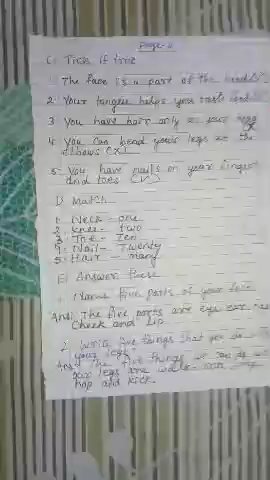 Page-4
C) Tick if true
1. The face is a part of the head
2. Your tongue helps you taste
3 You have hair only on your
4 You can bend your legs at the
elbows (x)
5. You have nails on your fingers
and toes (✓)
D) Match
1. Neck - one
2. Knee - two
3. Toe - Ten
4. Nail - Twenty
5. Hair - many
E) Answer these
1. Name five parts of your face
Ans: The five parts are eye ear
Cheek and Lip
2. Write five things that you do
your legs
Ans The five things we can do
our legs are walk run
hop and kick.